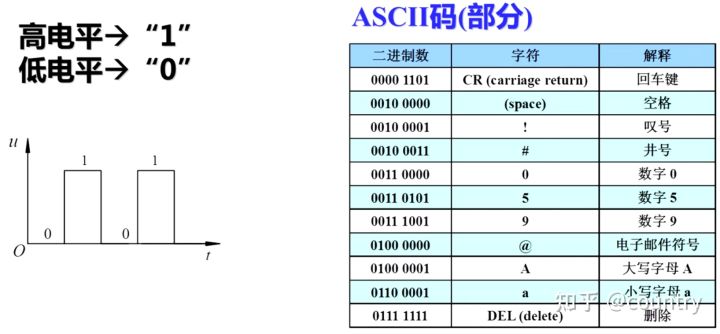 高电平→ “1”
低电平→ “0”
u
1
1
0
0
O
t
ASCII码(部分)
二进制数 字符 解释
0000 1101 CR (carriage return) 回车键
0010 0000 (space) 空格
0010 0001 ! 叹号
0010 0011 # 井号
0011 0000 0 数字 0
0011 0101 5 数字 5
0011 1001 9 数字 9
0100 0000 @ 电子邮件符号
0100 0001 A 大写字母 A
0110 0001 a 小写字母 a
0111 1111 DEL (delete) 删除
知乎 @country